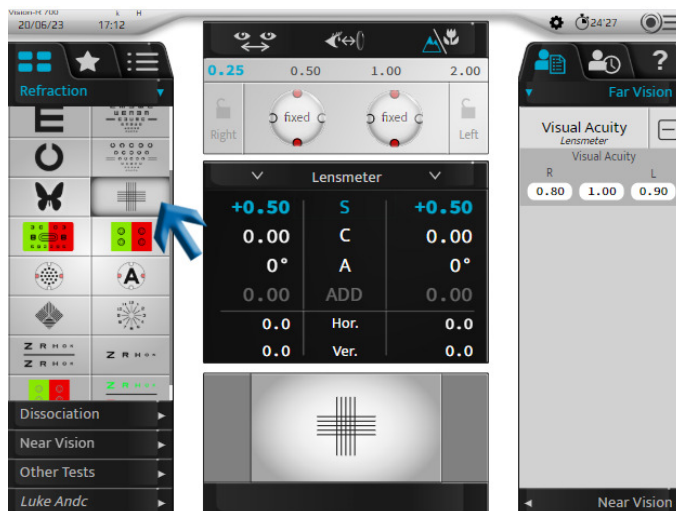 Vision-R 700
k H
20/06/23 17:12
24'27
Refraction
Dissociation
Near Vision
Other Tests
Luke Andc
0.25 0.50 1.00 2.00
Right fixed fixed Left
Lensmeter
+0.50 S +0.50
0.00 C 0.00
0° A 0°
0.00 ADD 0.00
0.0 Hor. 0.0
0.0 Ver. 0.0
?
Far Vision
Visual Acuity
Lensmeter
Visual Acuity
R L
0.80 1.00 0.90
Near Vision
E
A
Z R H O K
Z R H O K
Z R H O K